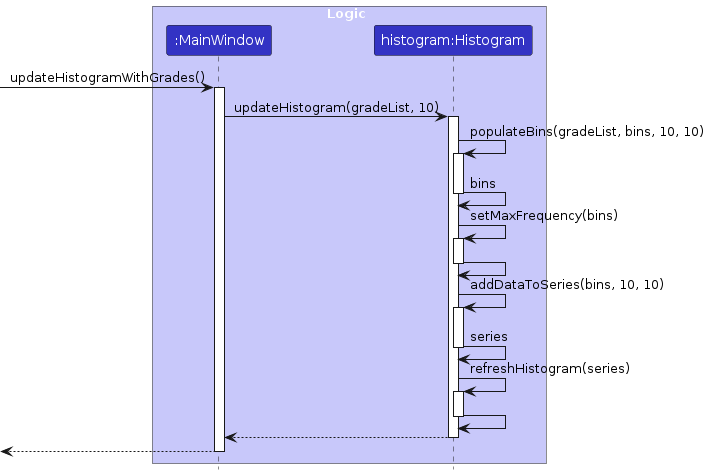 Logic
:MainWindow
histogram:Histogram
updateHistogramWithGrades()
updateHistogram(gradeList, 10)
populateBins(gradeList, bins, 10, 10)
bins
setMaxFrequency(bins)
addDataToSeries(bins, 10, 10)
series
refreshHistogram(series)